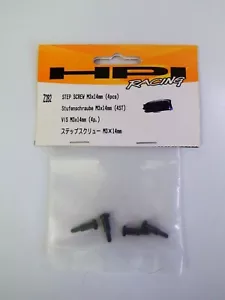 HPI
RACING
Z282 STEP SCREW M3x14mm (4pcs)
Stufenschraube M3x14mm (4ST)
Vis M3x14mm (4p.)
ステップスクリュー M3×14mm